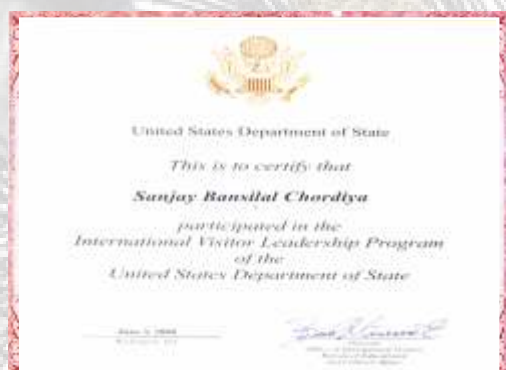 United States Department of State
This is to certify that
Sanjay Bansilal Chordiya
participated in the
International Visitor Leadership Program
of the
United States Department of State